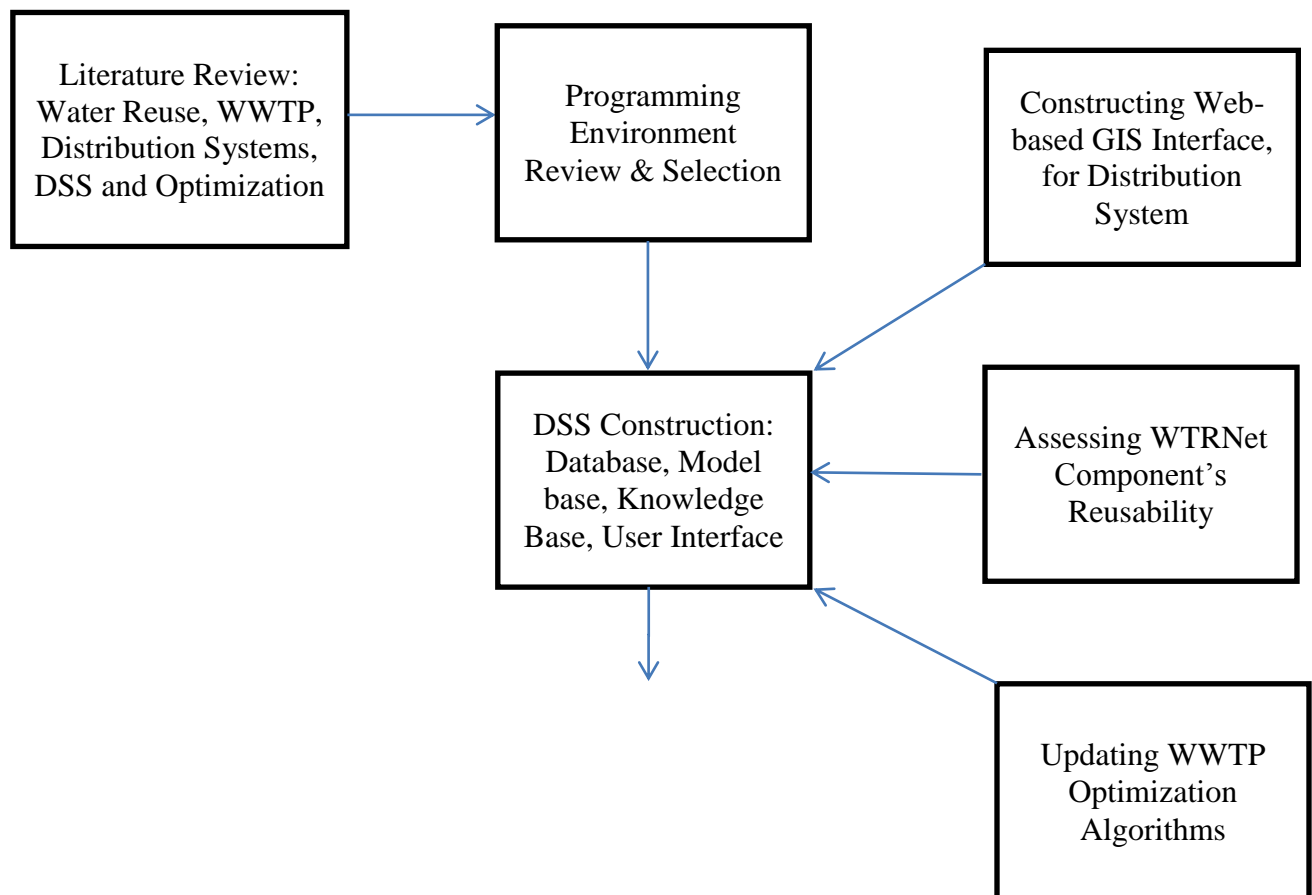 Literature Review:
Water Reuse, WWTP,
Distribution Systems,
DSS and Optimization
Programming
Environment
Review & Selection
Constructing Web-
based GIS Interface,
for Distribution
System
DSS Construction:
Database, Model
base, Knowledge
Base, User Interface
Assessing WTRNet
Component’s
Reusability
Updating WWTP
Optimization
Algorithms